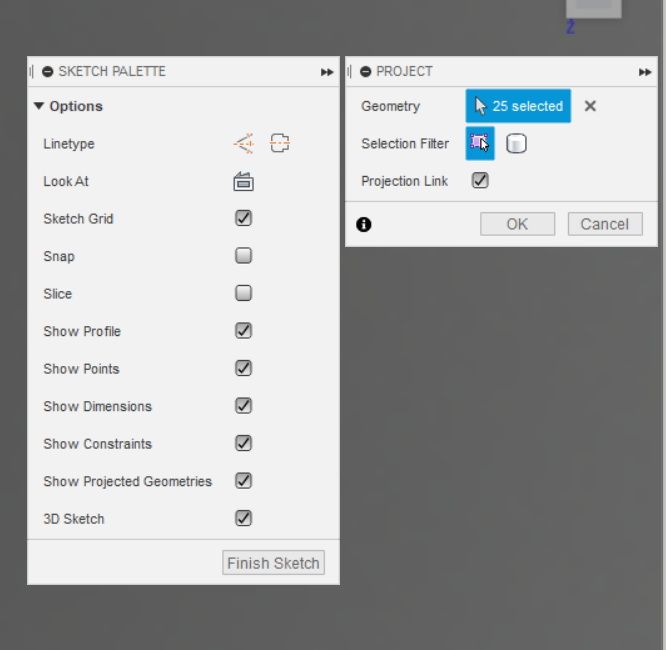 Z
SKETCH PALETTE
Options
Linetype
Look At
Sketch Grid
Snap
Slice
Show Profile
Show Points
Show Dimensions
Show Constraints
Show Projected Geometries
3D Sketch
Finish Sketch
PROJECT
Geometry 25 selected
Selection Filter
Projection Link
OK Cancel